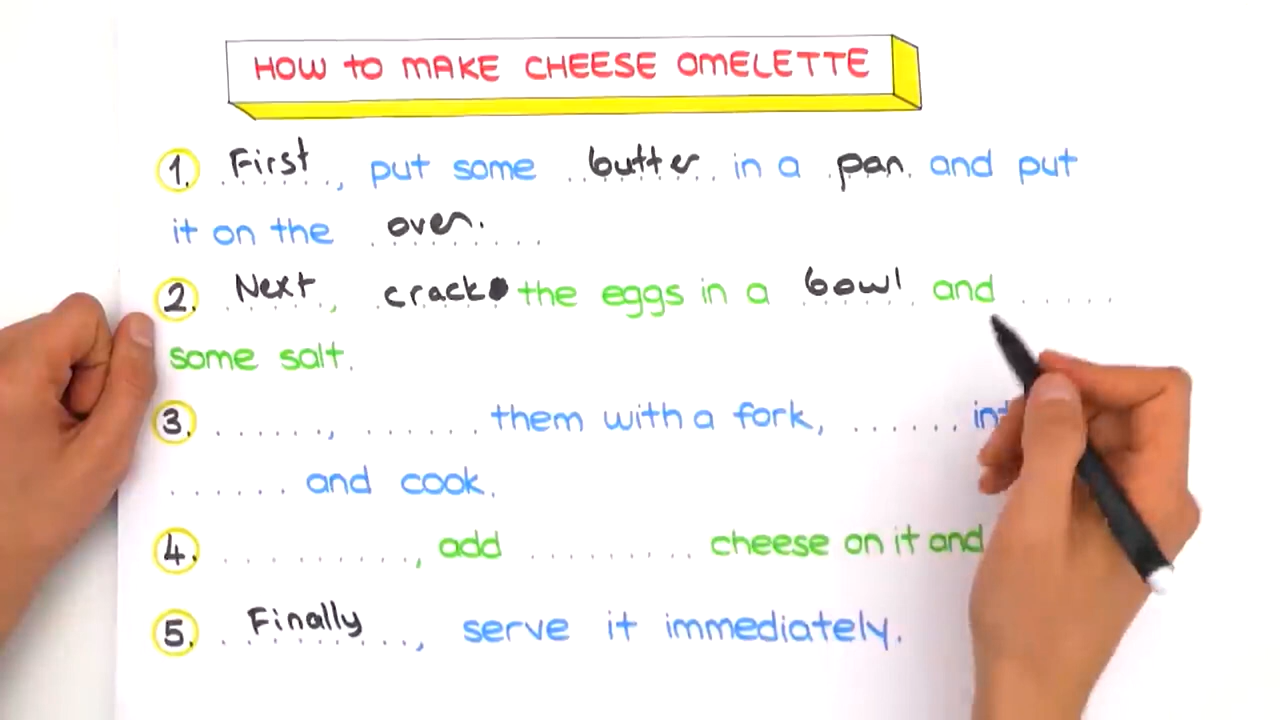 HOW to MAKE CHEESE OMELETTE
1. First, put some butter in a pan and put
it on the oven.
2. Next, crack the eggs in a bowl and ......
some salt.
3. ......, ...... them with a fork, ......
...... and cook.
4. .........., add ......... cheese on it and
5. Finally, serve it immediately.